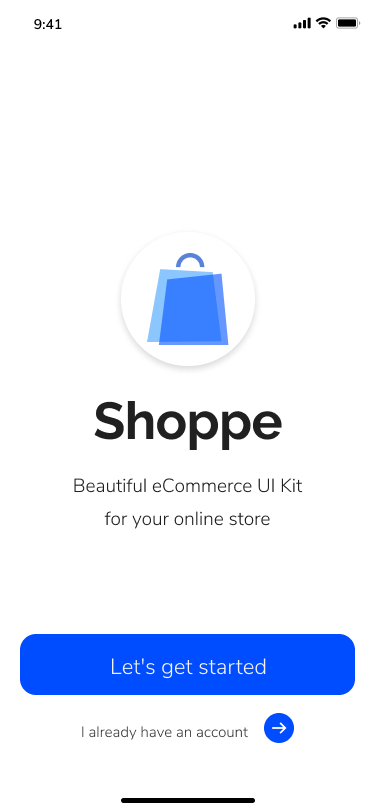 9:41
Shoppe
Beautiful eCommerce UI Kit
for your online store
Let's get started
I already have an account